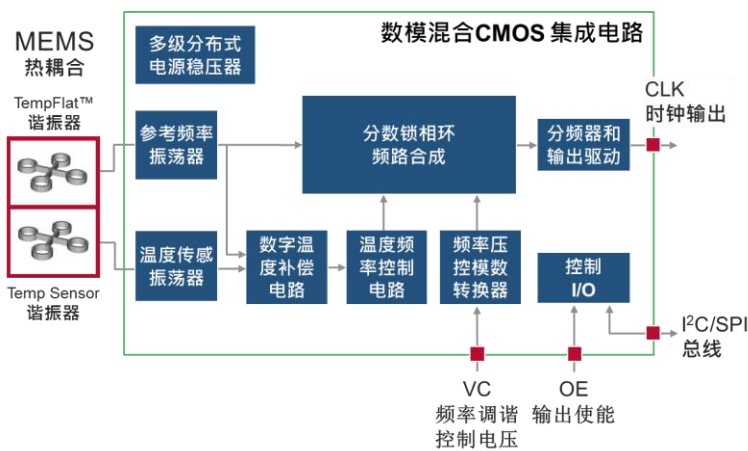 数模混合CMOS 集成电路
MEMS
热耦合
TempFlat™
谐振器
Temp Sensor
谐振器
多级分布式
电源稳压器
参考频率
振荡器
分数锁相环
频路合成
分频器和
输出驱动
CLK
时钟输出
温度传感
振荡器
数字温
度补偿
电路
温度频
率控制
电路
频率压
控模数
转换器
控制
I/O
I²C/SPI
总线
VC
频率调谐
控制电压
OE
输出使能